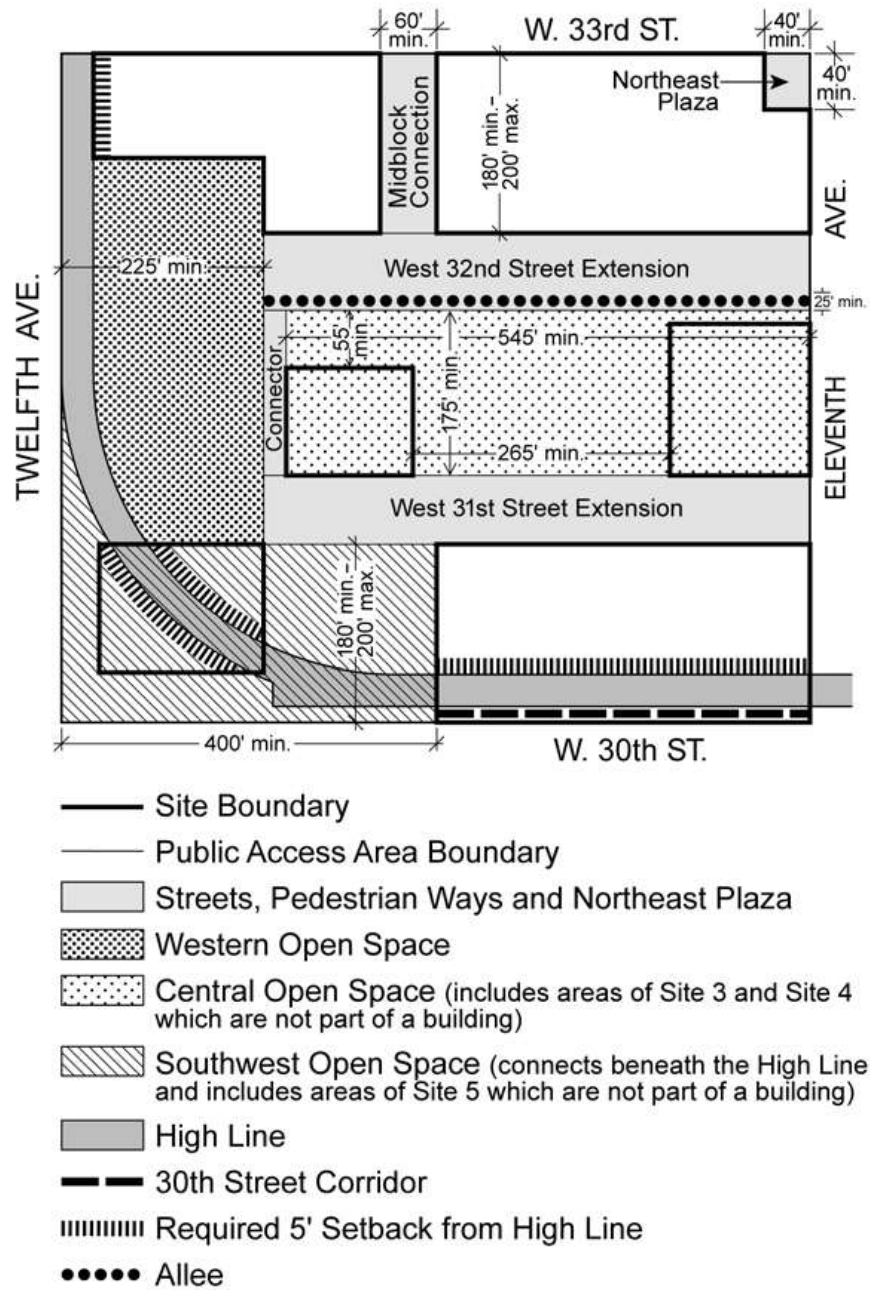 60'
min.
W. 33rd ST.
40'
min.
Northeast
Plaza
40'
min.
Midblock
Connection
180' min.-
200' max.
AVE.
225' min.
West 32nd Street Extension
25' min.
TWELFTH AVE.
55'
min
545' min.
Connector
175' min
265' min.
ELEVENTH
West 31st Street Extension
180' min.-
200' max.
400' min.
W. 30th ST.
Site Boundary
Public Access Area Boundary
Streets, Pedestrian Ways and Northeast Plaza
Western Open Space
Central Open Space (includes areas of Site 3 and Site 4
which are not part of a building)
Southwest Open Space (connects beneath the High Line
and includes areas of Site 5 which are not part of a building)
High Line
30th Street Corridor
Required 5' Setback from High Line
Allee